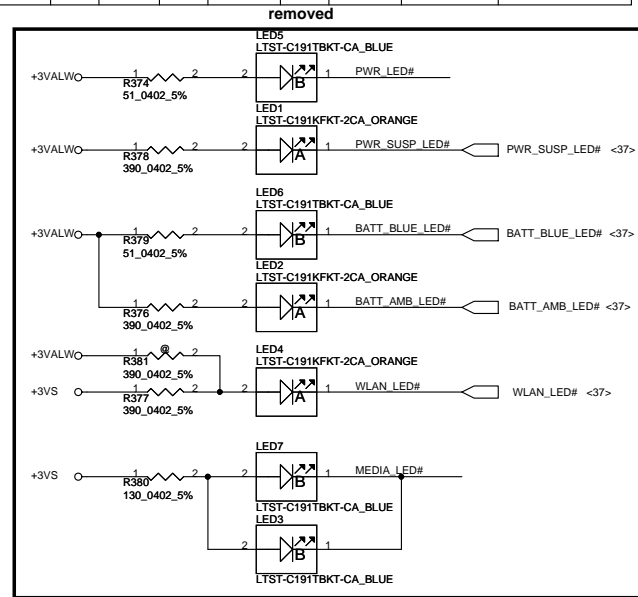 removed
LED5
LTST-C191TBKT-CA_BLUE
+3VALW 1 2 2 B 1 PWR_LED#
R374
51_0402_5%
LED1
LTST-C191KFKT-2CA_ORANGE
+3VALW 1 2 2 A 1 PWR_SUSP_LED# PWR_SUSP_LED# <37>
R378
390_0402_5%
LED6
LTST-C191TBKT-CA_BLUE
+3VALW 1 2 2 B 1 BATT_BLUE_LED# BATT_BLUE_LED# <37>
R379
51_0402_5%
LED2
LTST-C191KFKT-2CA_ORANGE
1 2 2 A 1 BATT_AMB_LED# BATT_AMB_LED# <37>
R376
390_0402_5%
+3VALW 1 @ 2
R381
390_0402_5%
LED4
LTST-C191KFKT-2CA_ORANGE
+3VS 1 2 2 A 1 WLAN_LED# WLAN_LED# <37>
R377
390_0402_5%
LED7
+3VS 1 2 2 B 1 MEDIA_LED#
R380
130_0402_5%
LTST-C191TBKT-CA_BLUE
LED3
2 B 1
LTST-C191TBKT-CA_BLUE